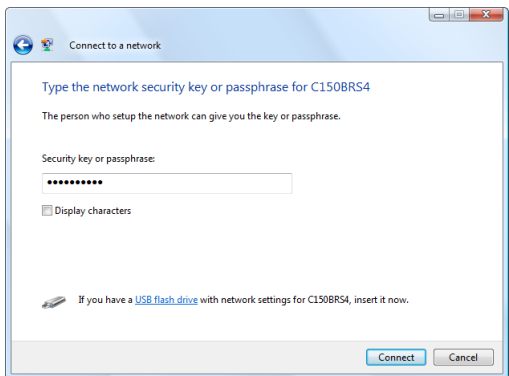 Connect to a network
Type the network security key or passphrase for C150BRS4
The person who setup the network can give you the key or passphrase.
Security key or passphrase:
••••••••••
Display characters
If you have a USB flash drive with network settings for C150BRS4, insert it now.
Connect Cancel